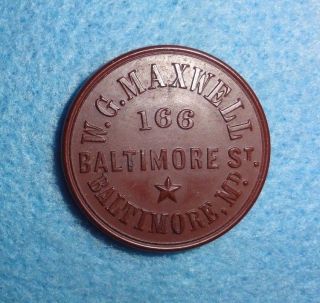 W. G. MAXWELL
166
BALTIMORE ST.
BALTIMORE, MD.